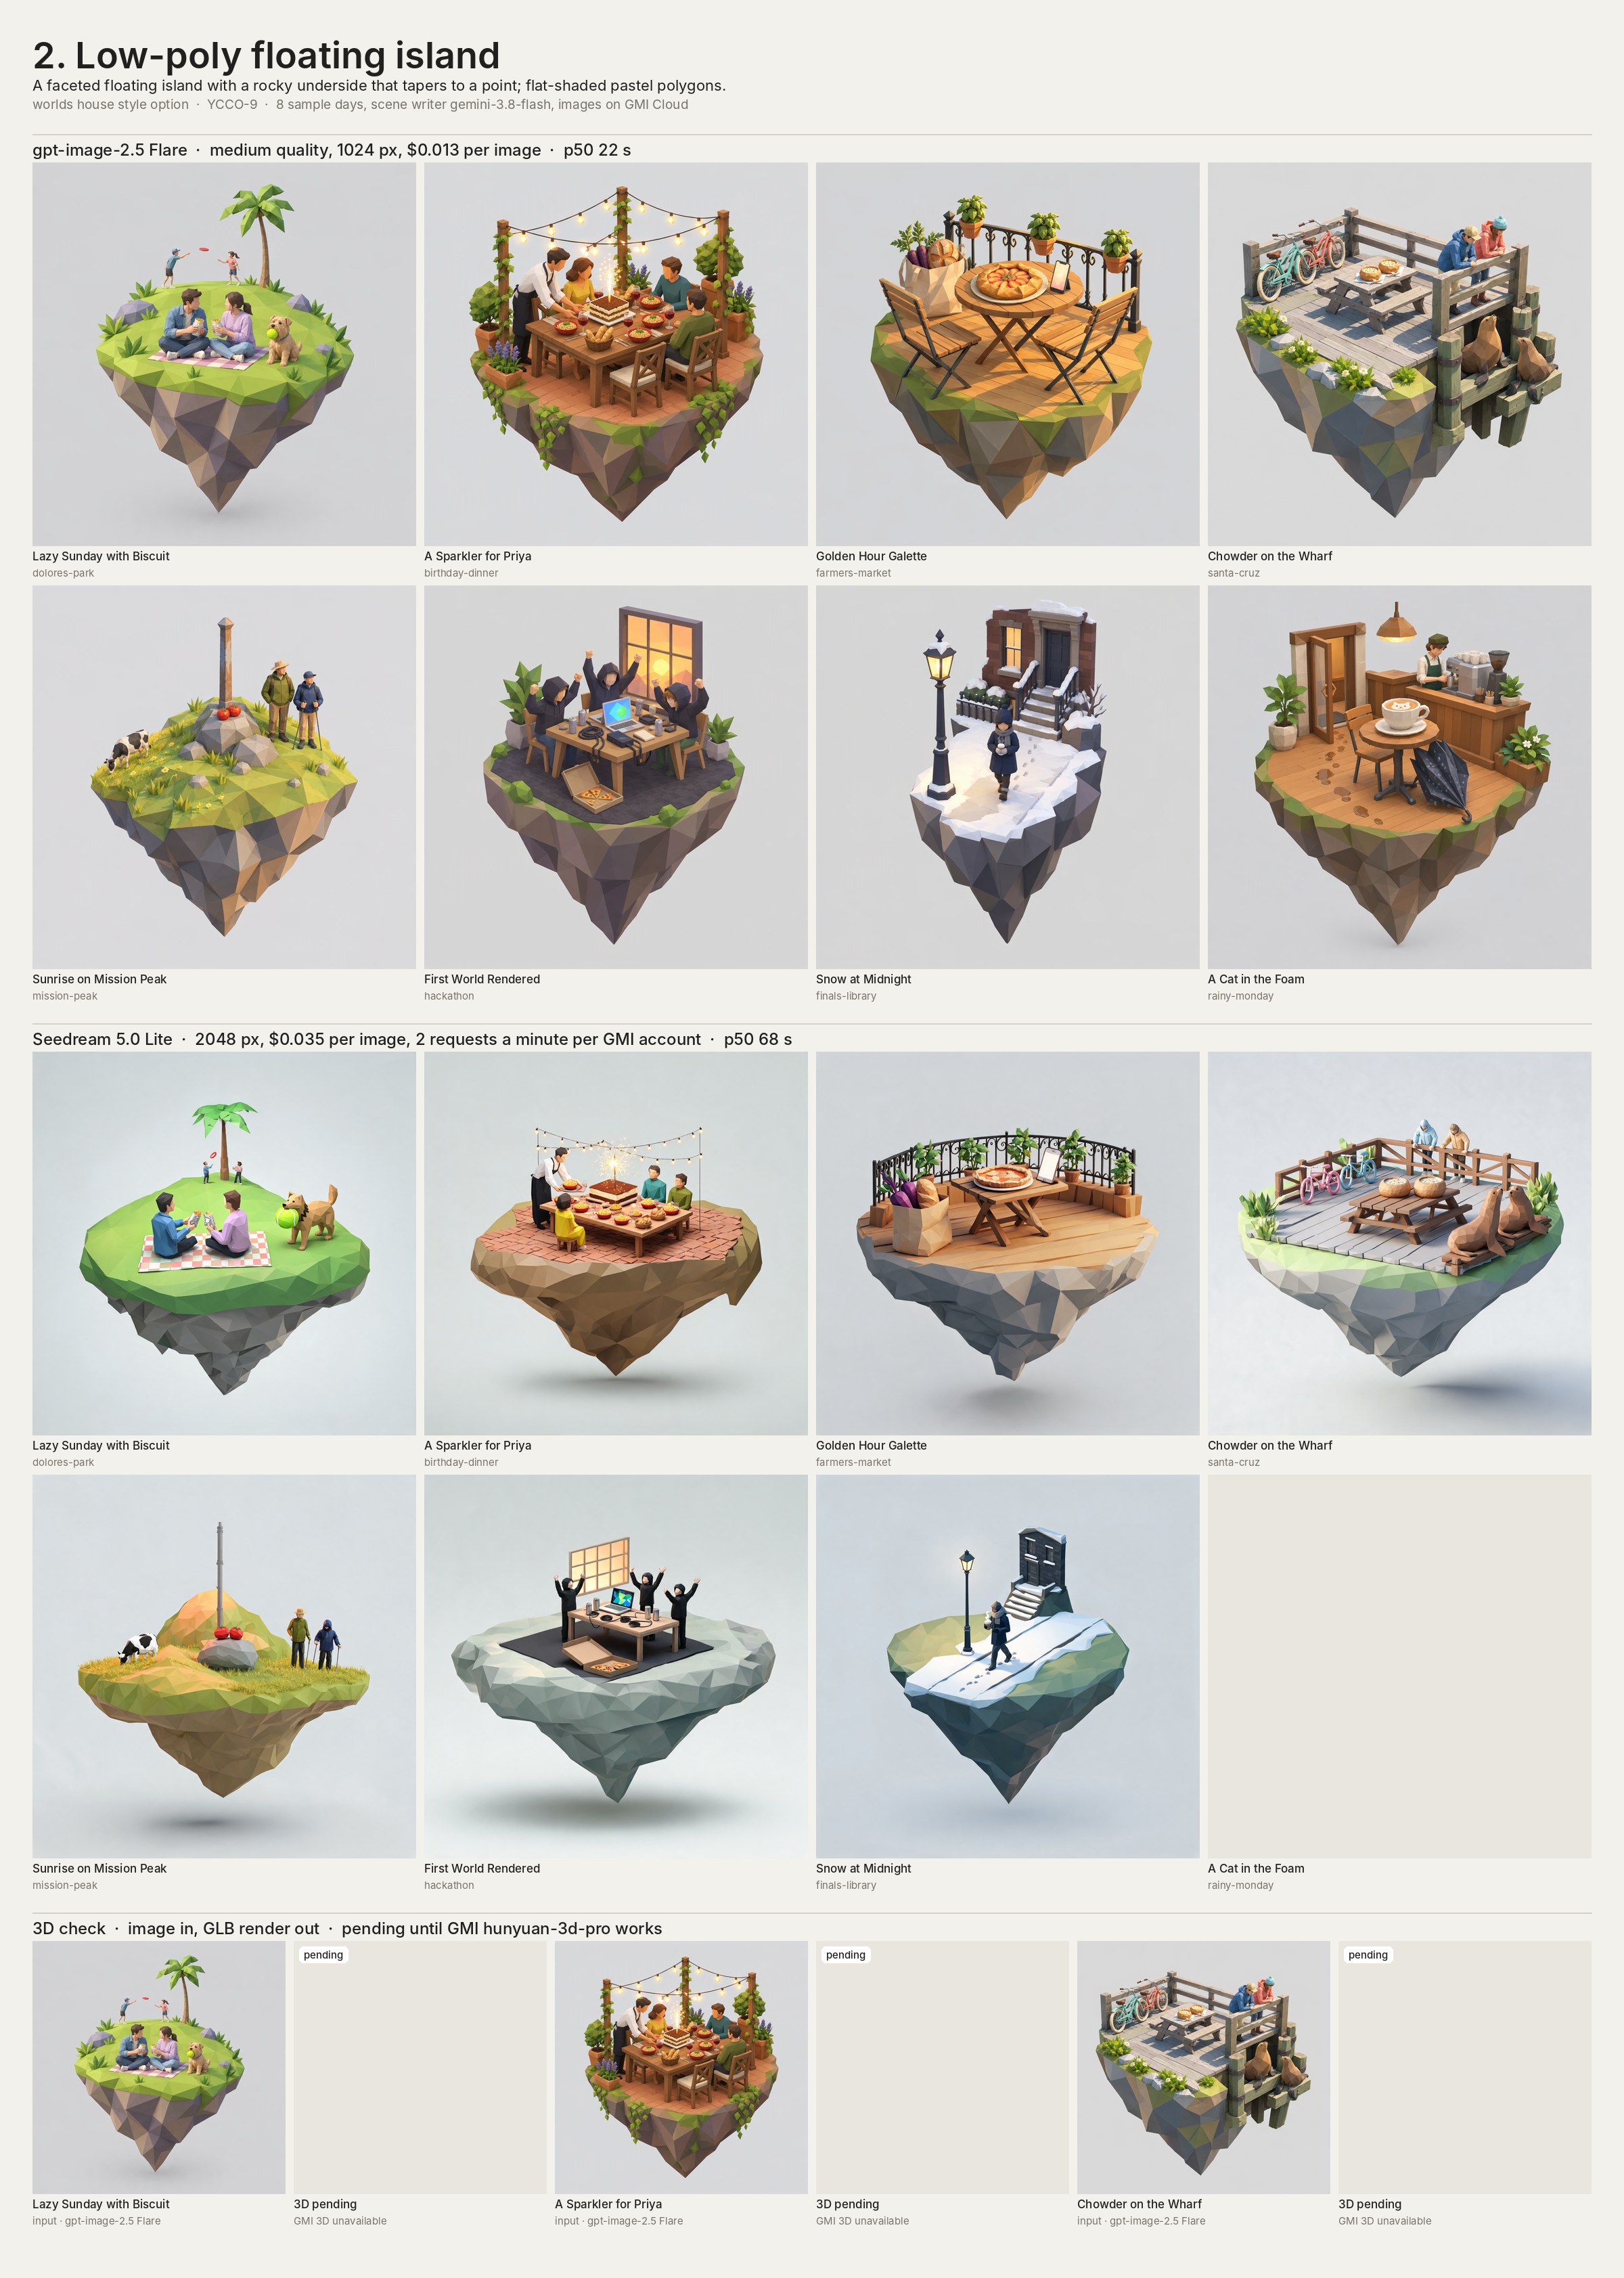 2. Low-poly floating island
A faceted floating island with a rocky underside that tapers to a point; flat-shaded pastel polygons.
worlds house style option · YCCO-9 · 8 sample days, scene writer gemini-3.8-flash, images on GMI Cloud
gpt-image-2.5 Flare · medium quality, 1024 px, $0.013 per image · p50 22 s
Lazy Sunday with Biscuit
dolores-park
A Sparkler for Priya
birthday-dinner
Golden Hour Galette
farmers-market
Chowder on the Wharf
santa-cruz
Sunrise on Mission Peak
mission-peak
First World Rendered
hackathon
Snow at Midnight
finals-library
A Cat in the Foam
rainy-monday
Seedream 5.0 Lite · 2048 px, $0.035 per image, 2 requests a minute per GMI account · p50 68 s
Lazy Sunday with Biscuit
dolores-park
A Sparkler for Priya
birthday-dinner
Golden Hour Galette
farmers-market
Chowder on the Wharf
santa-cruz
Sunrise on Mission Peak
mission-peak
First World Rendered
hackathon
Snow at Midnight
finals-library
A Cat in the Foam
rainy-monday
3D check · image in, GLB render out · pending until GMI hunyuan-3d-pro works
pending
pending
pending
Lazy Sunday with Biscuit
input · gpt-image-2.5 Flare
3D pending
GMI 3D unavailable
A Sparkler for Priya
input · gpt-image-2.5 Flare
3D pending
GMI 3D unavailable
Chowder on the Wharf
input · gpt-image-2.5 Flare
3D pending
GMI 3D unavailable